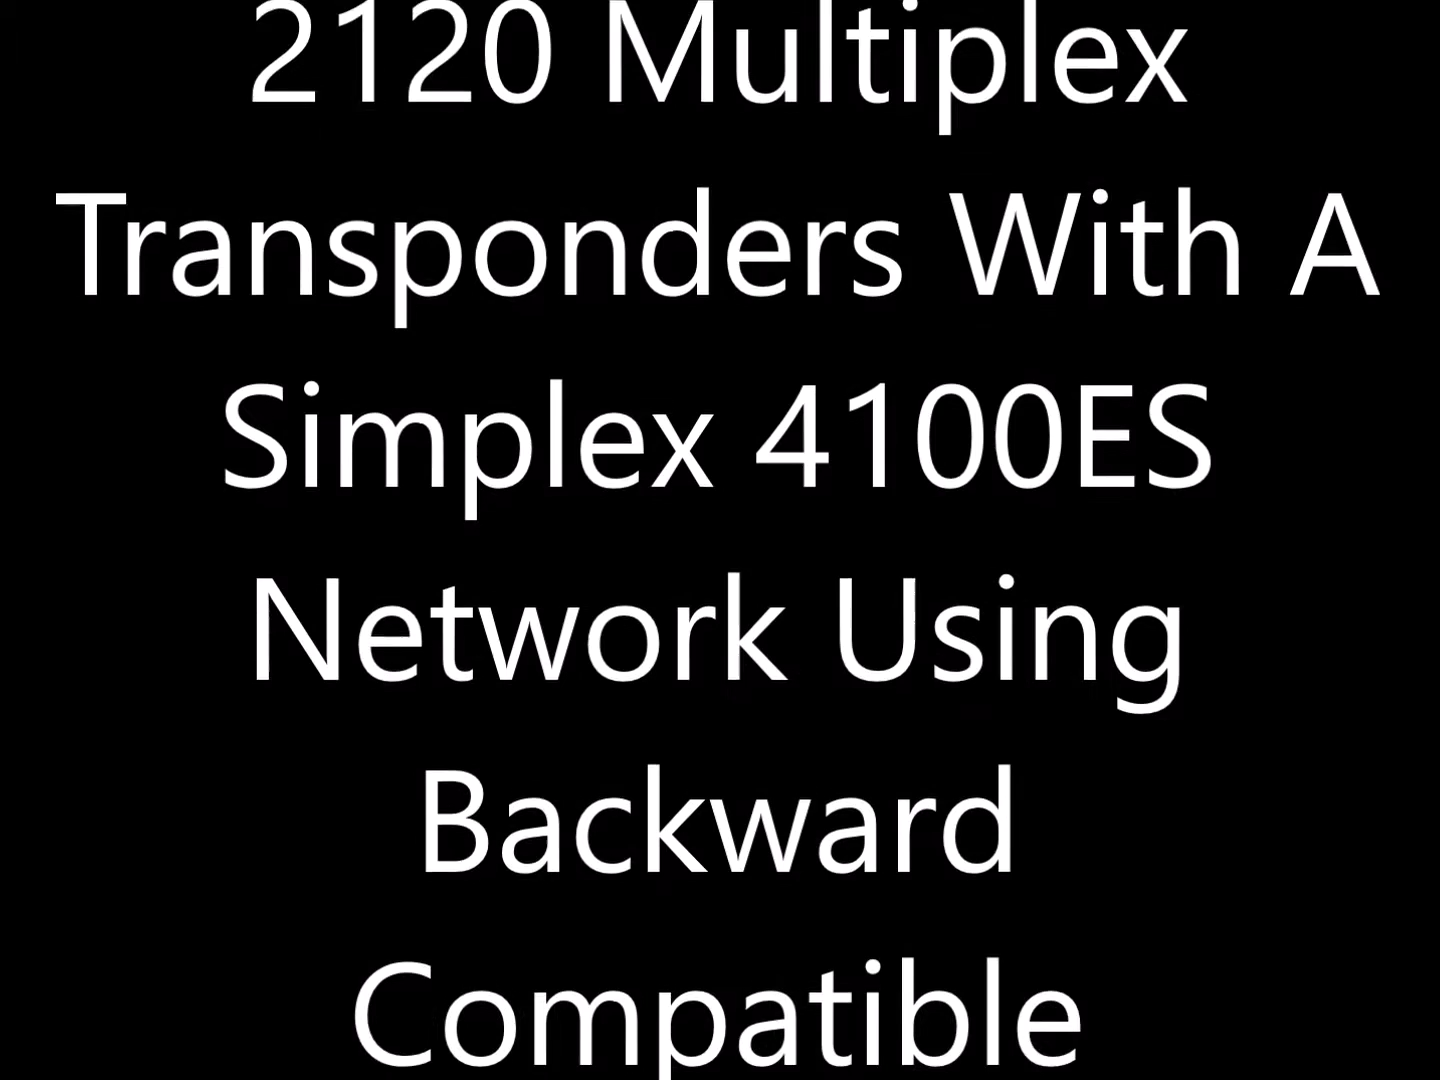 2120 Multiplex
Transponders With A
Simplex 4100ES
Network Using
Backward
Compatible